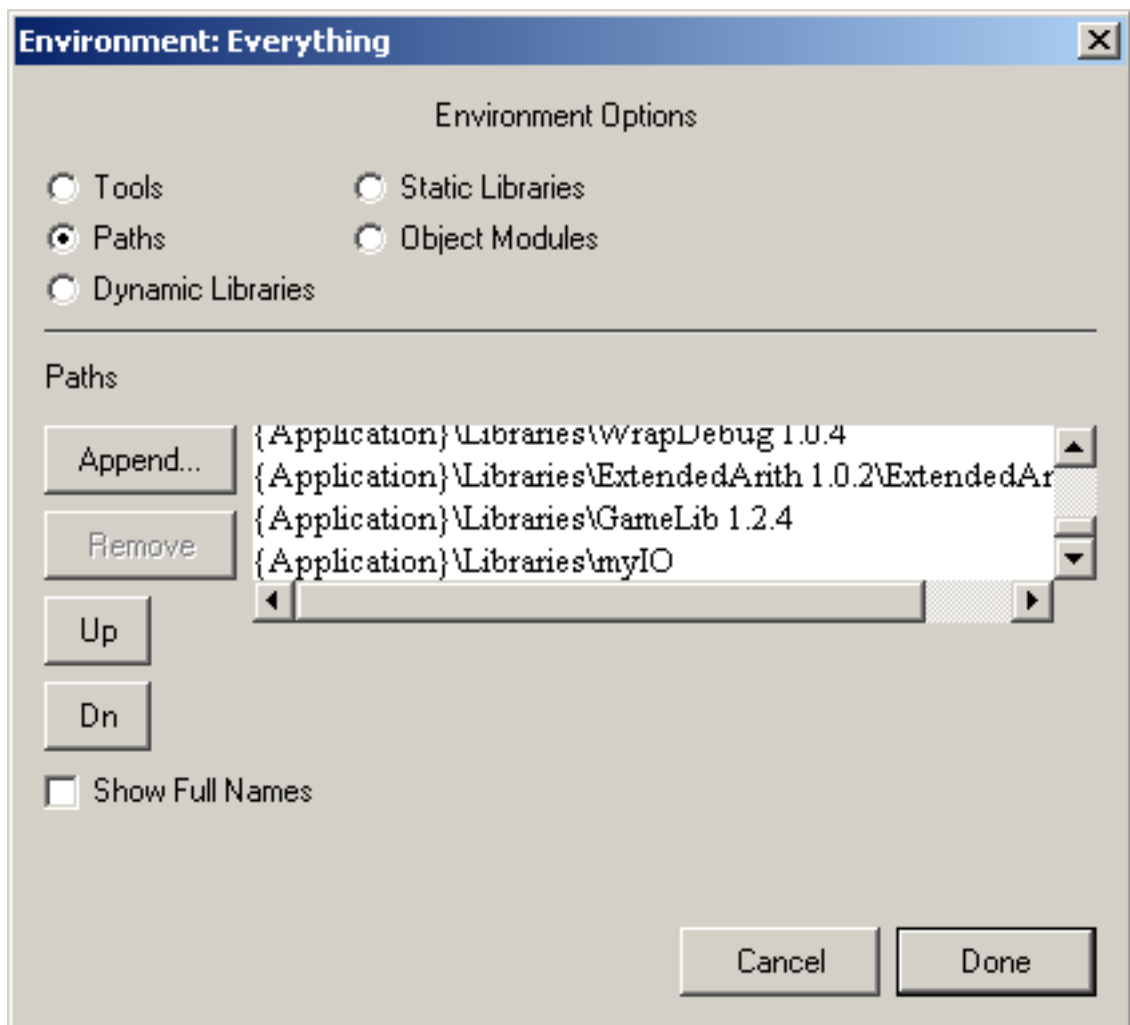 Environment: Everything
Environment Options
Tools
Static Libraries
Paths
Object Modules
Dynamic Libraries
Paths
Append...
{Application}\Libraries\WrapDebug 1.0.4
{Application}\Libraries\ExtendedArith 1.0.2\ExtendedAr
Remove
{Application}\Libraries\GameLib 1.2.4
{Application}\Libraries\myIO
Up
Dn
Show Full Names
Cancel
Done